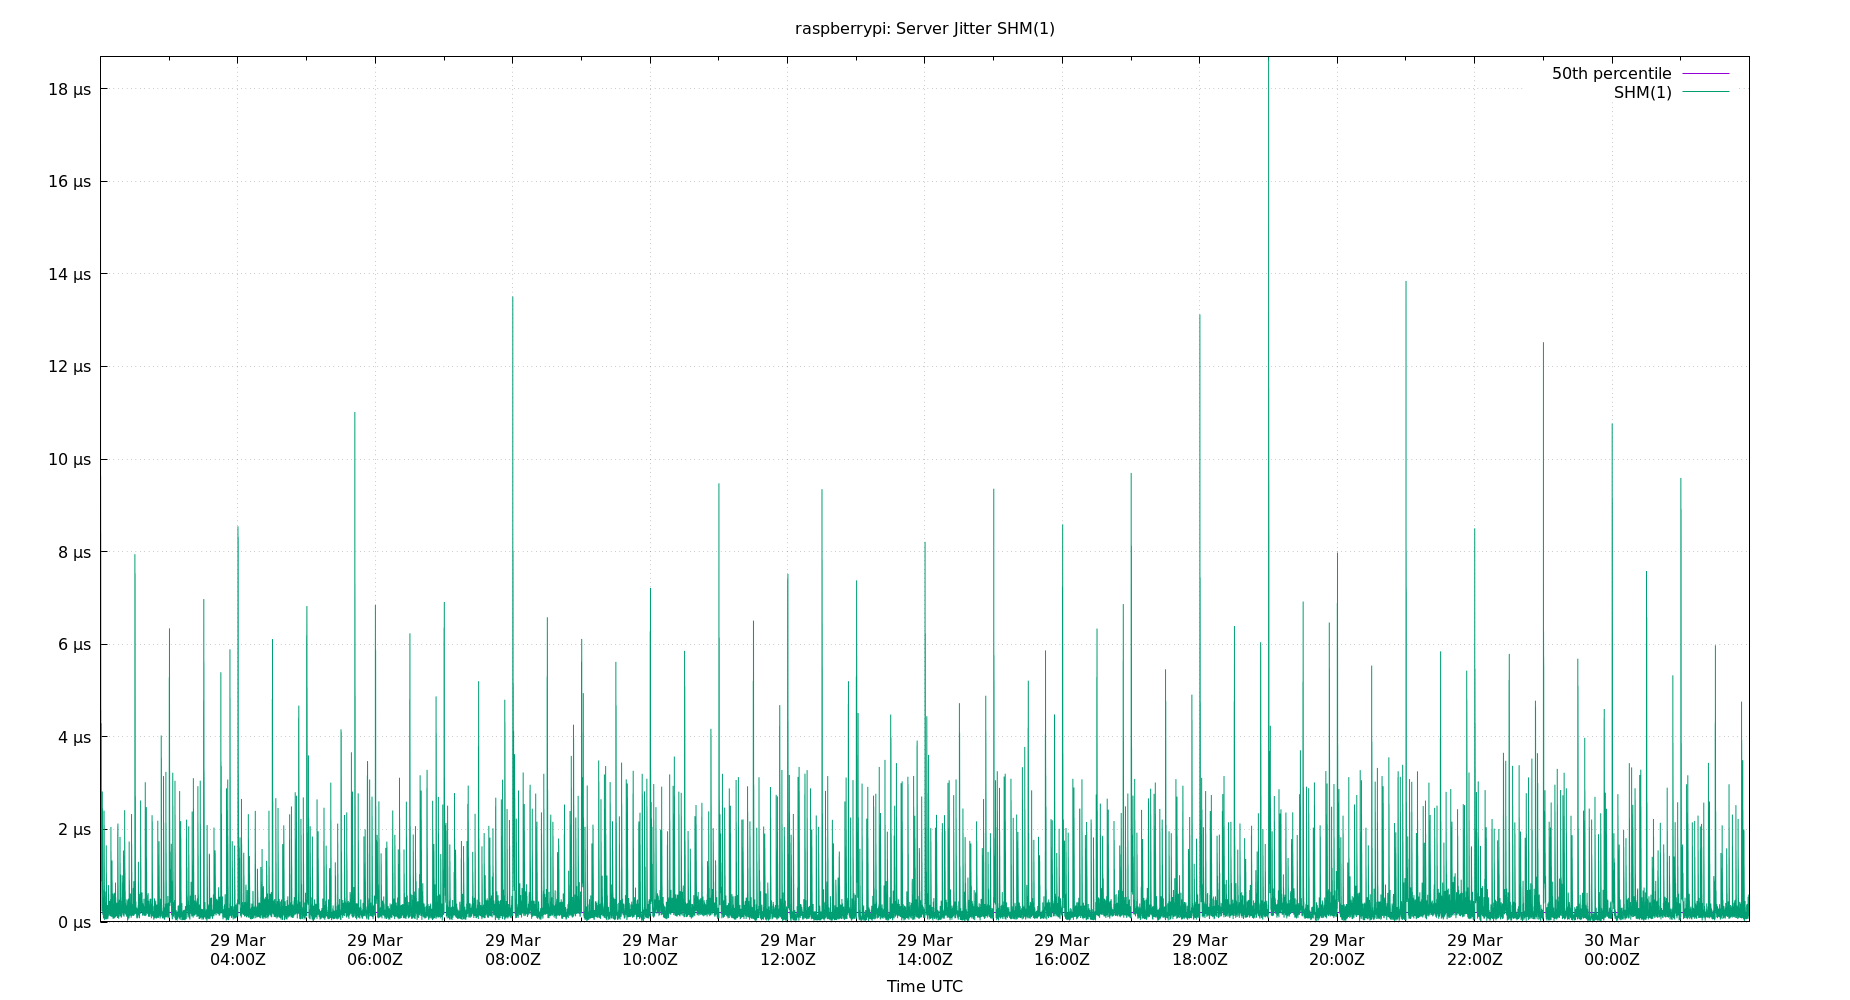 raspberrypi: Server Jitter SHM(1)
50th percentile
SHM(1)
18 µs
16 µs
14 µs
12 µs
10 µs
8 µs
6 µs
4 µs
2 µs
0 µs
29 Mar 29 Mar 29 Mar 29 Mar 29 Mar 29 Mar 29 Mar 29 Mar 29 Mar 29 Mar 30 Mar
04:00Z 06:00Z 08:00Z 10:00Z 12:00Z 14:00Z 16:00Z 18:00Z 20:00Z 22:00Z 00:00Z
Time UTC